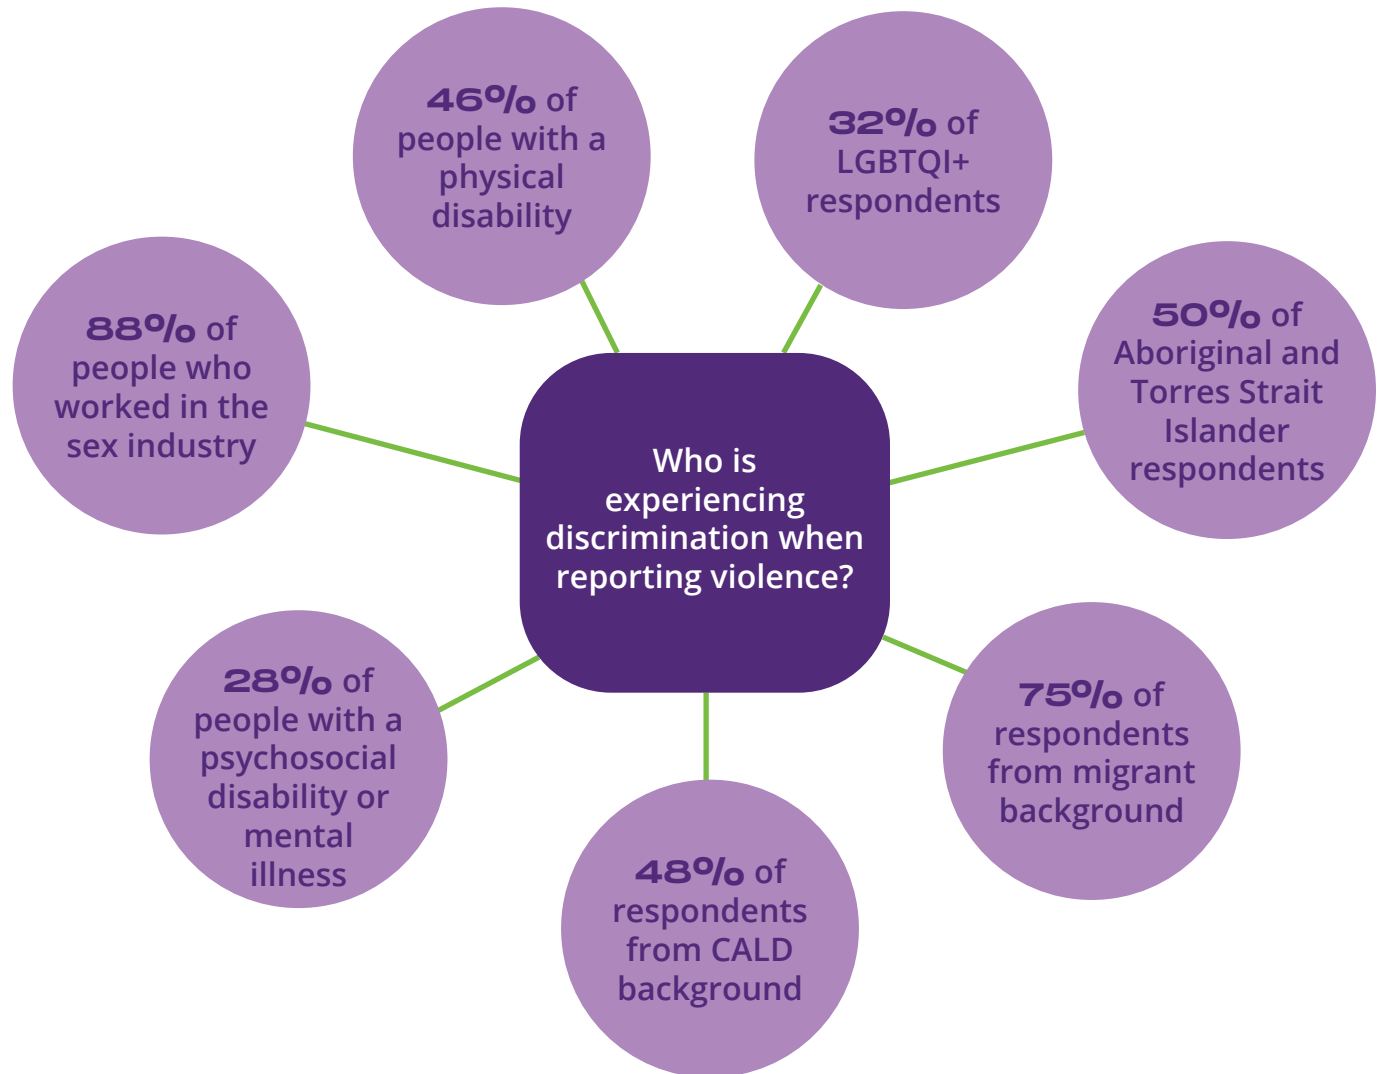 46% of
people with a
physical
disability
32% of
LGBTQI+
respondents
88% of
people who
worked in the
sex industry
50% of
Aboriginal and
Torres Strait
Islander
respondents
Who is
experiencing
discrimination when
reporting violence?
28% of
people with a
psychosocial
disability or
mental
illness
75% of
respondents
from migrant
background
48% of
respondents
from CALD
background